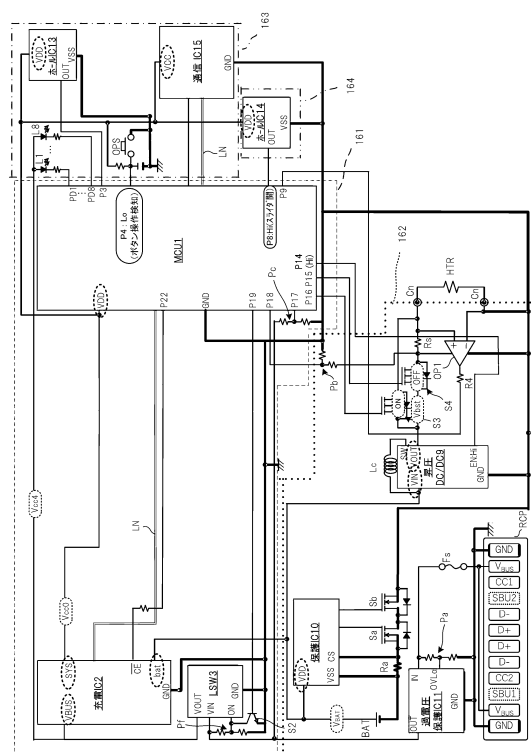 163
VDD
ホールIC13
OUT
VSS
VCC
通信IC15
GND
VDD
ホールIC14
OUT
VSS
164
161
LN
OPS
L8
L1
PD1
PD8
P3
P4：Lo
(ボタン操作検知)
P8:Hi(スライダ開)
P9
MCU1
VDD
P22
GND
P19
P18
P17
P16
P15 (Hi)
P14
Pc
Pb
162
HTR
Cn
Cn
Rs
OP1
R4
S4
S3
OFF
ON
Vbst
Vcc4
Vcc0
LN
Lc
SW
VIN
OUT
昇圧
DC/DC9
EN:Hi
GND
VBUS
SYS
充電IC2
CE
bat
GND
VOUT
LSW3
VIN
ON
GND
Pf
S2
保護IC10
VDD
VSS
CS
VBAT
BAT
Ra
Sa
Sb
OUT
IN
過電圧
保護IC11
OVLo
GND
Pa
Fs
RCP
GND
VBUS
CC1
SBU2
D-
D+
D+
D-
CC2
SBU1
VBUS
GND